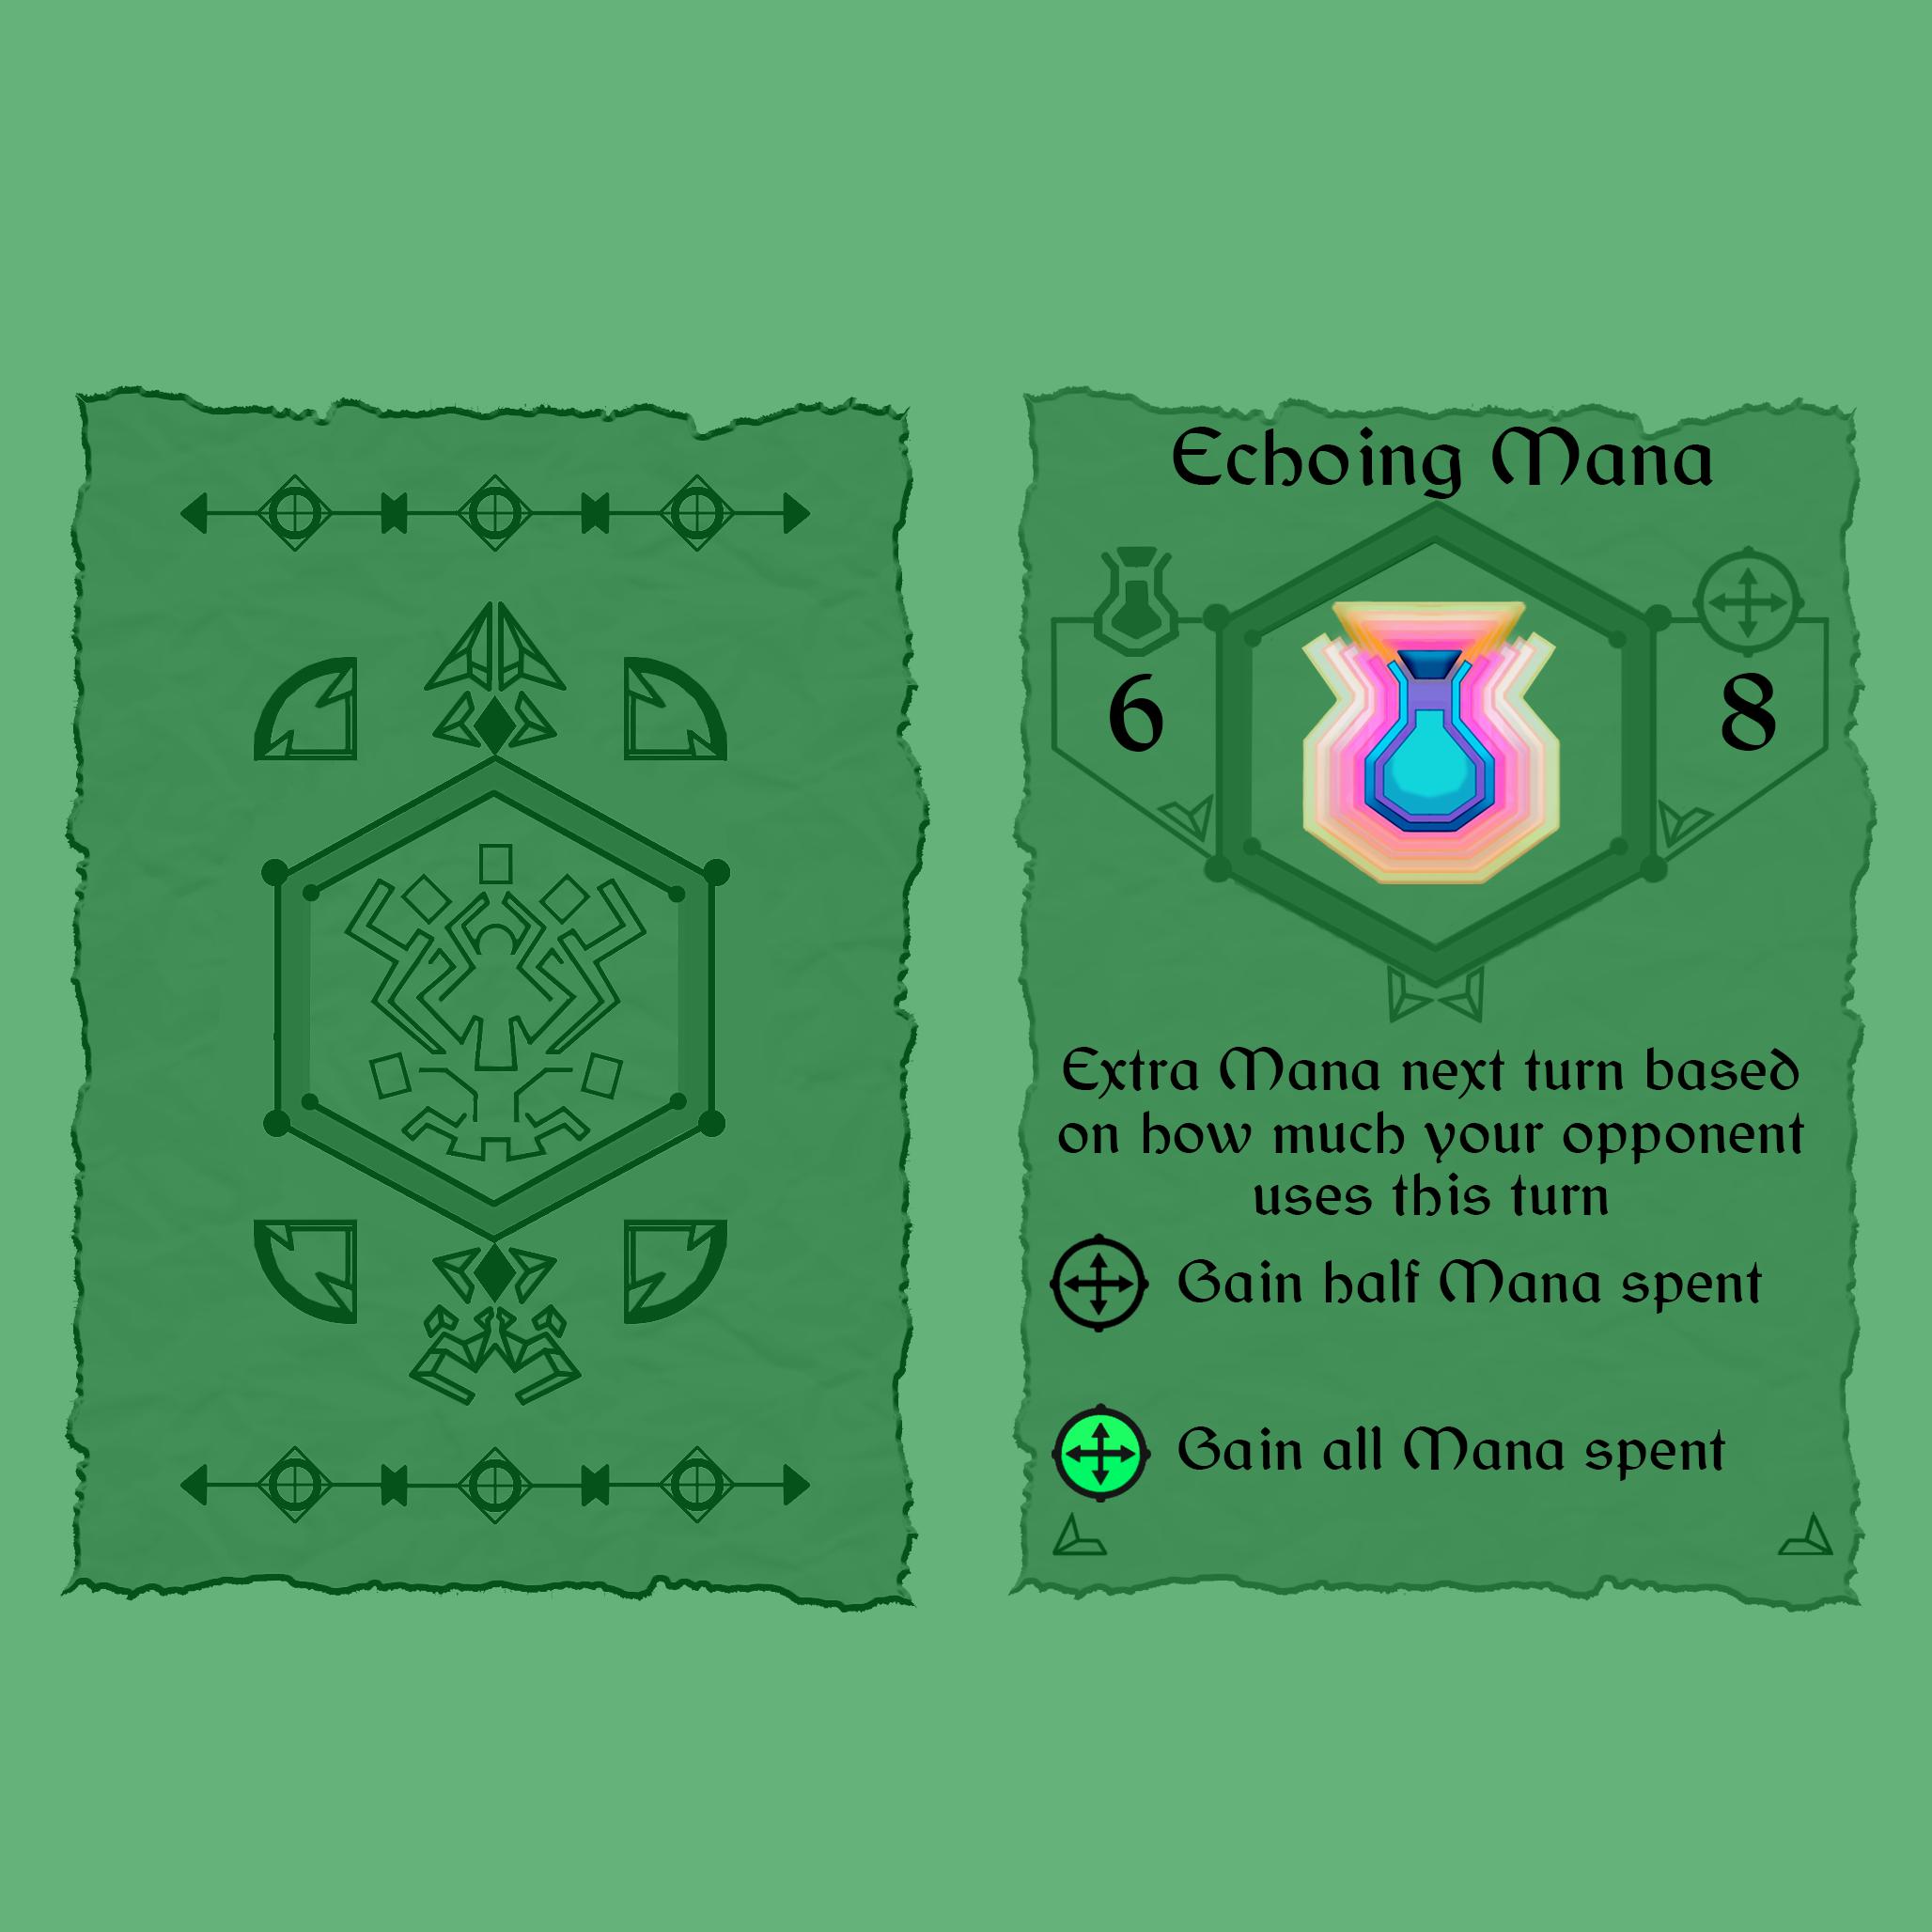 Echoing Mana
6
8
Extra Mana next turn based
on how much your opponent
uses this turn
Gain half Mana spent
Gain all Mana spent